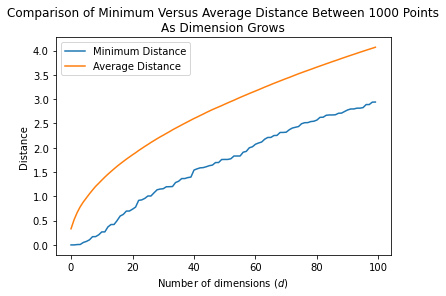 Comparison of Minimum Versus Average Distance Between 1000 Points
As Dimension Grows
Minimum Distance
Average Distance
Distance
4.0
3.5
3.0
2.5
2.0
1.5
1.0
0.5
0.0
0 20 40 60 80 100
Number of dimensions (d)